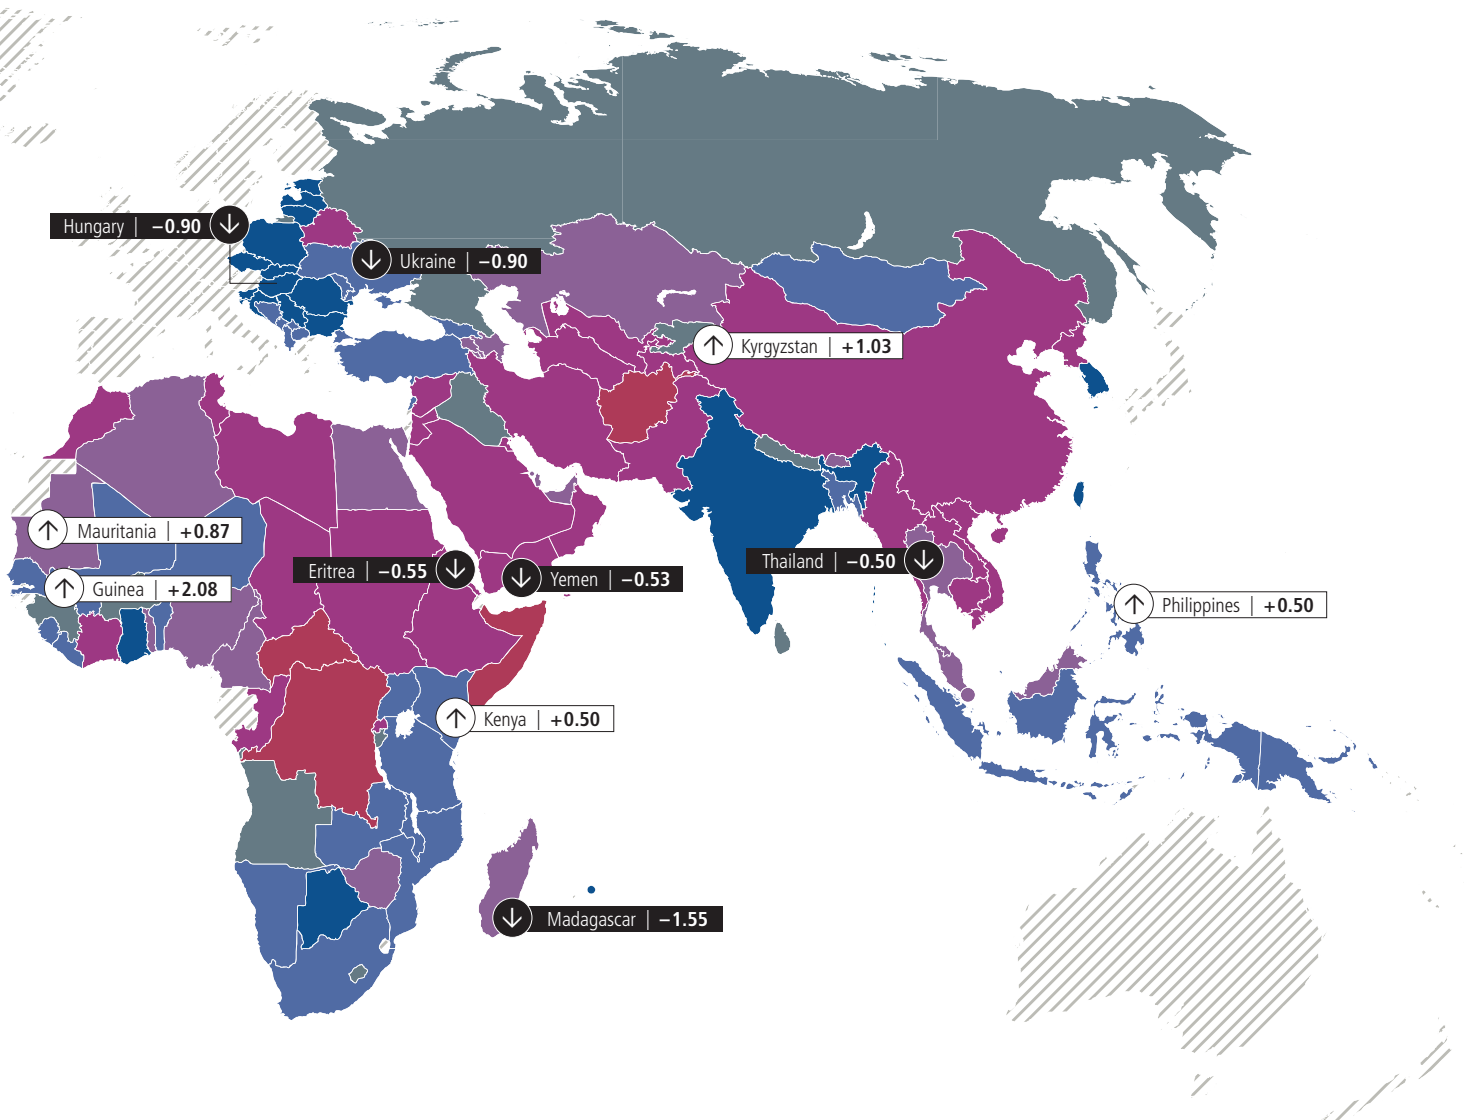 Hungary | −0.90
Ukraine | −0.90
Kyrgyzstan | +1.03
Mauritania | +0.87
Guinea | +2.08
Eritrea | −0.55
Yemen | −0.53
Thailand | −0.50
Philippines | +0.50
Kenya | +0.50
Madagascar | −1.55